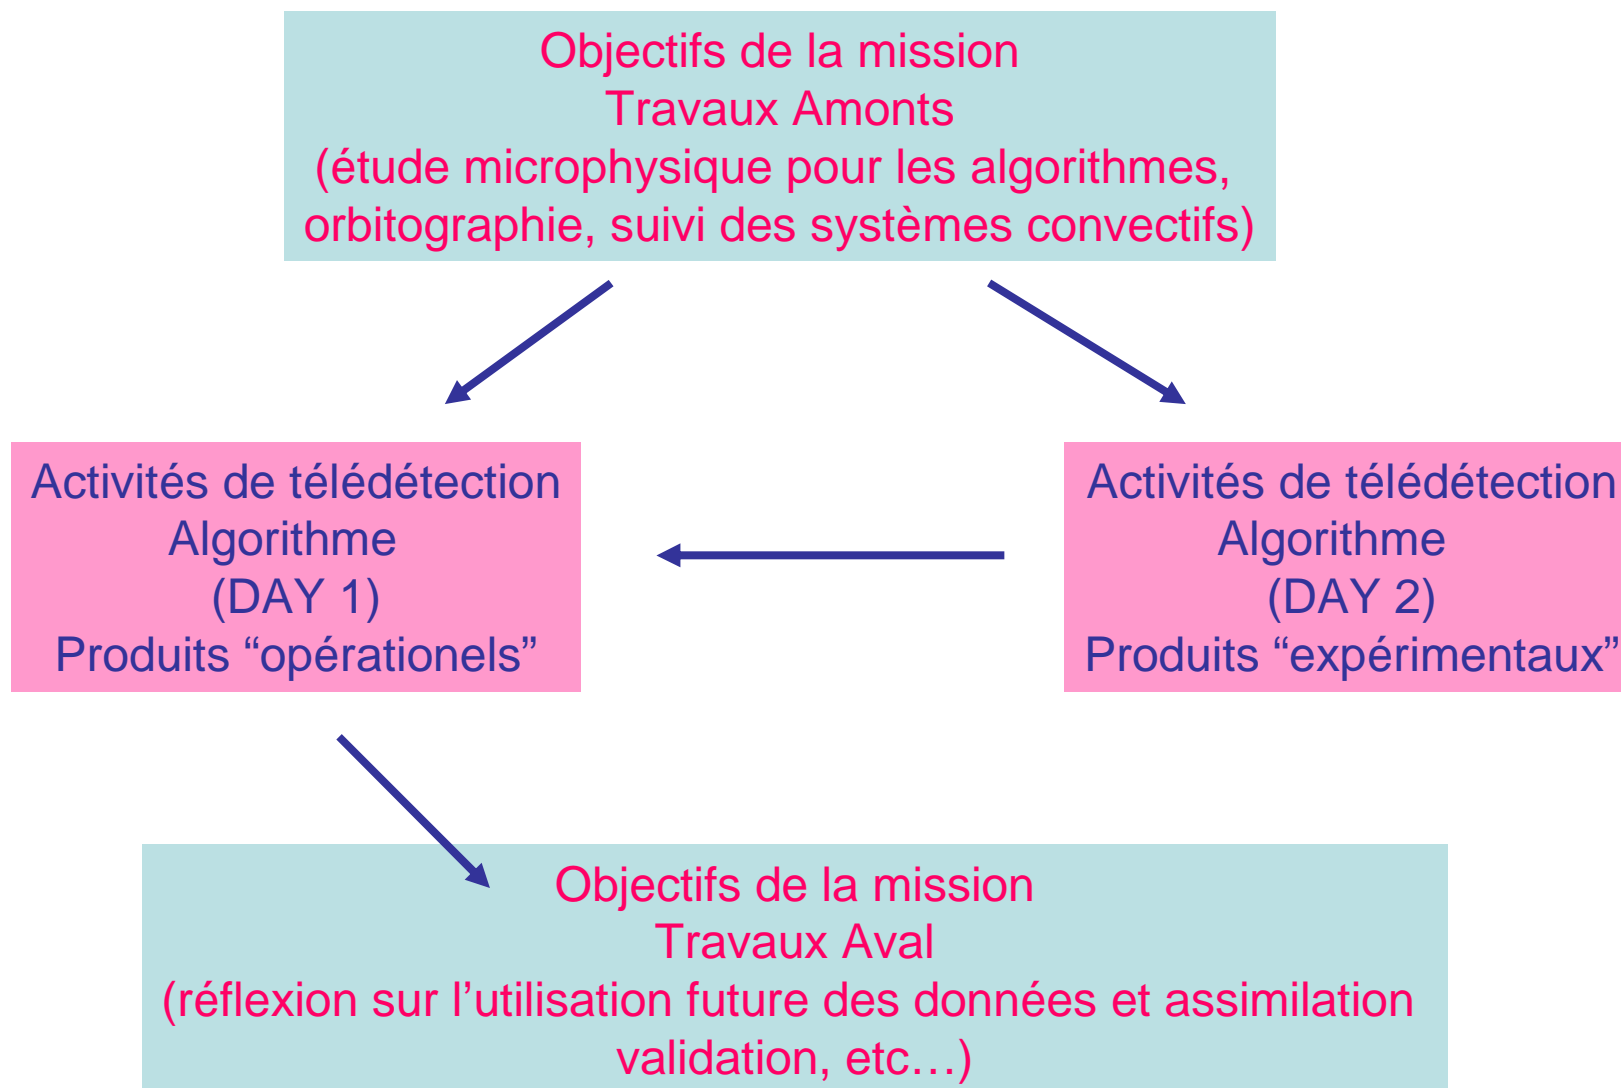 Objectifs de la mission
Travaux Amonts
(étude microphysique pour les algorithmes,
orbitographie, suivi des systèmes convectifs)
Activités de télédétection
Algorithme
(DAY 1)
Produits “opérationels”
Activités de télédétection
Algorithme
(DAY 2)
Produits “expérimentaux”
Objectifs de la mission
Travaux Aval
(réflexion sur l’utilisation future des données et assimilation
validation, etc…)